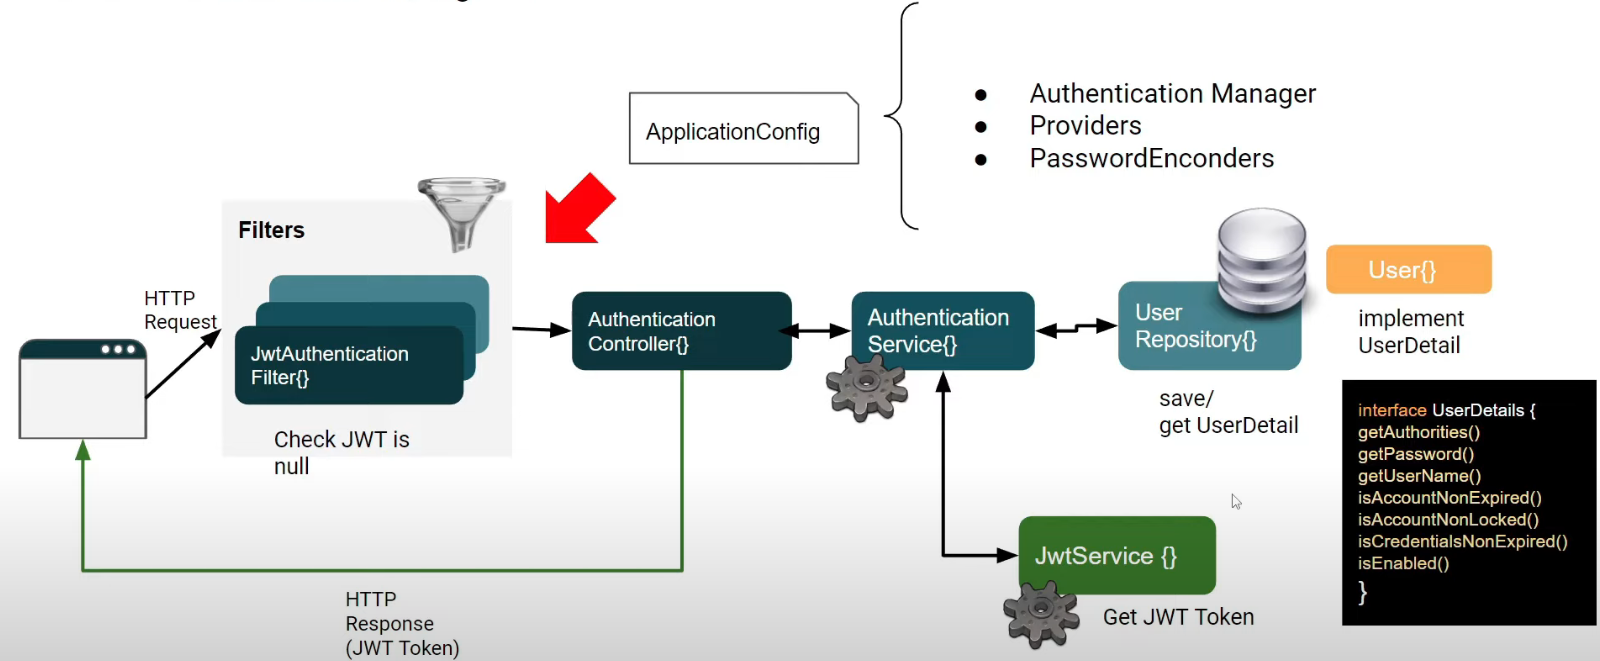 ApplicationConfig
● Authentication Manager
● Providers
● PasswordEnconders
Filters
HTTP
Request
JwtAuthentication
Filter{}
Check JWT is
null
Authentication
Controller{}
Authentication
Service{}
User
Repository{}
save/
get UserDetail
User{}
implement
UserDetail
interface UserDetails {
getAuthorities()
getPassword()
getUserName()
isAccountNonExpired()
isAccountNonLocked()
isCredentialsNonExpired()
isEnabled()
}
JwtService {}
Get JWT Token
HTTP
Response
(JWT Token)